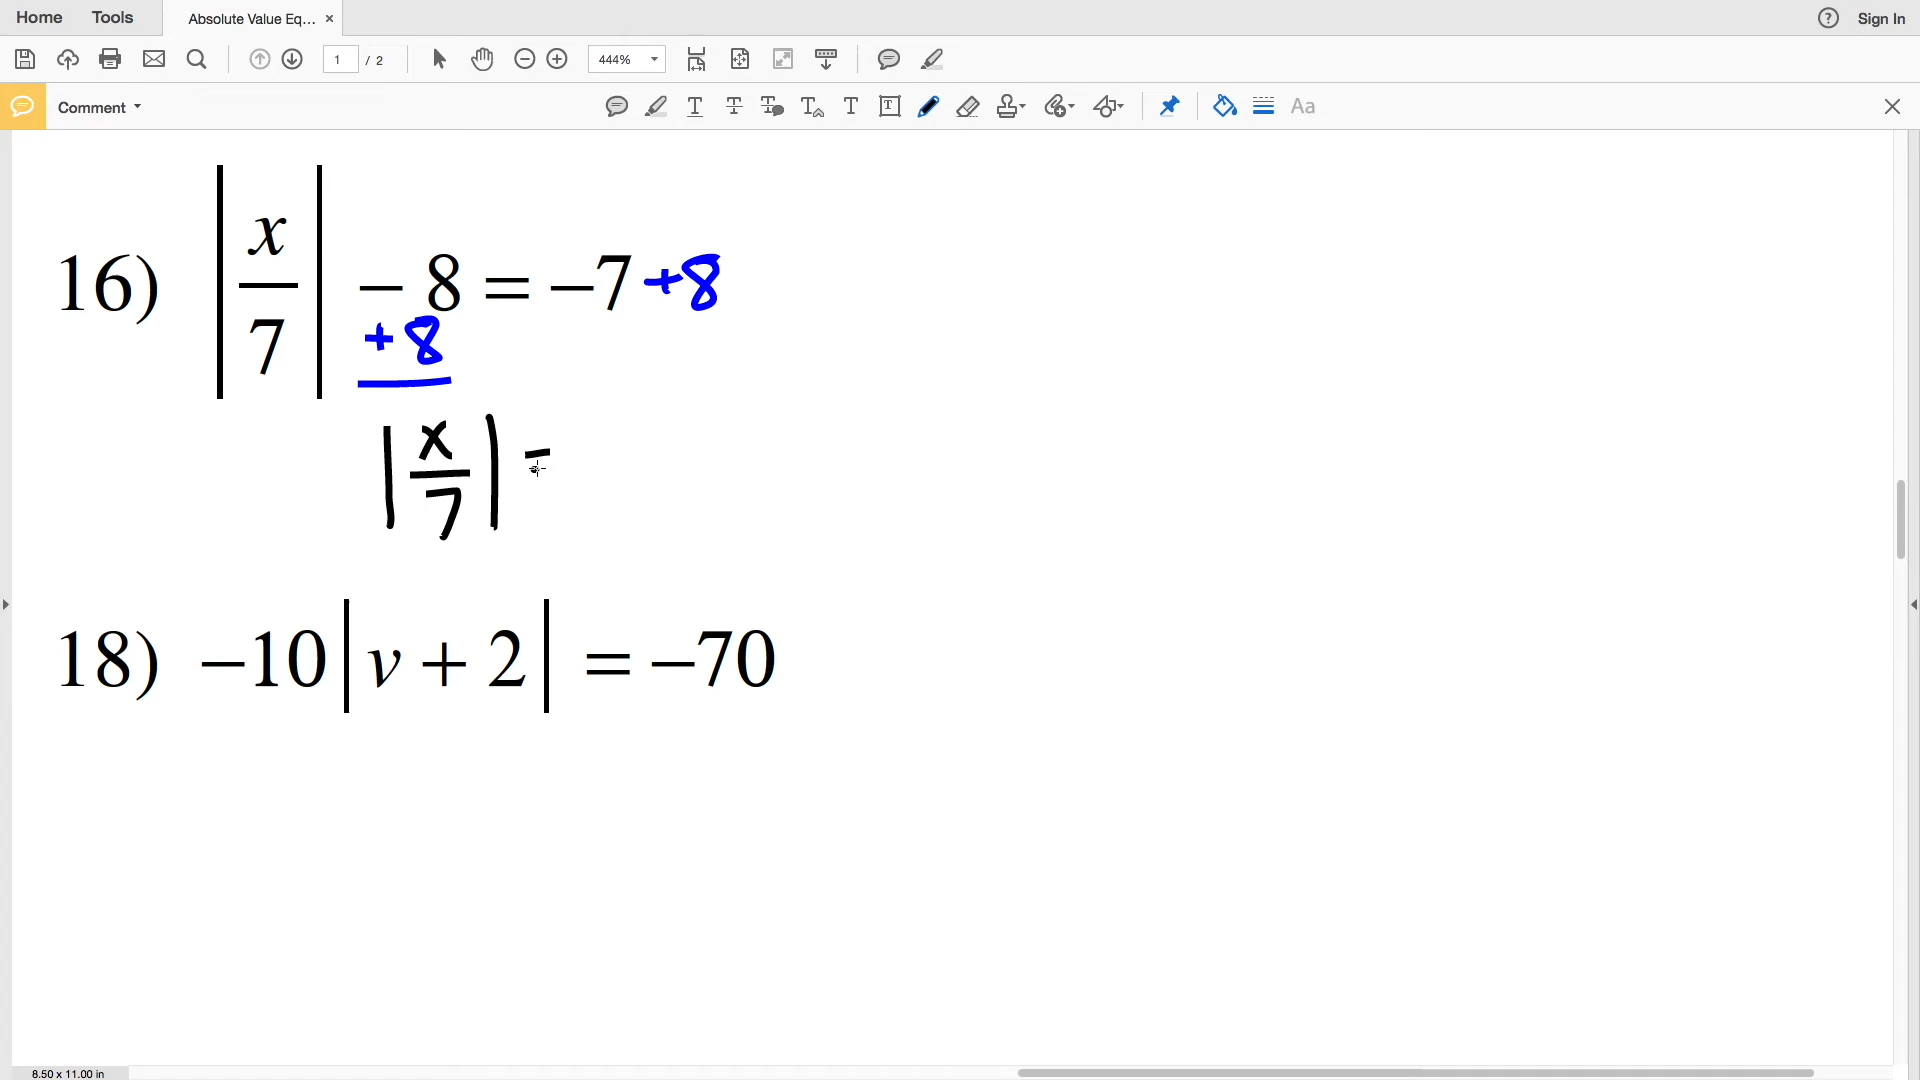 Home Tools Absolute Value Eq... × ? Sign In
1 / 2 444%
Comment Aa
16) |x/7| − 8 = −7 +8
+8
|x/7| =
18) −10|v + 2| = −70
8.50 x 11.00 in